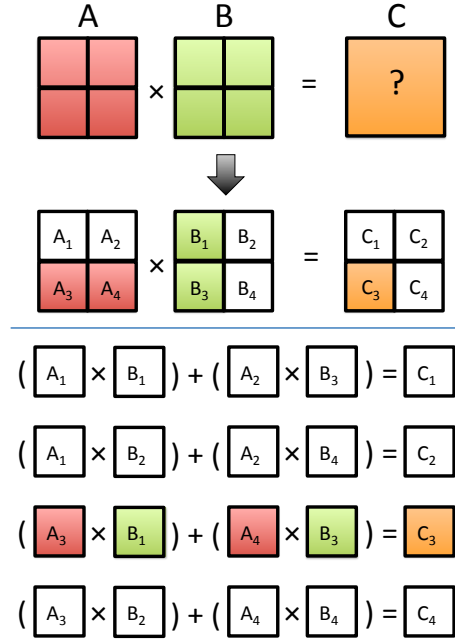 A B C
× = ?
A₁ A₂ B₁ B₂ C₁ C₂
× =
A₃ A₄ B₃ B₄ C₃ C₄
( A₁ × B₁ ) + ( A₂ × B₃ ) = C₁
( A₁ × B₂ ) + ( A₂ × B₄ ) = C₂
( A₃ × B₁ ) + ( A₄ × B₃ ) = C₃
( A₃ × B₂ ) + ( A₄ × B₄ ) = C₄